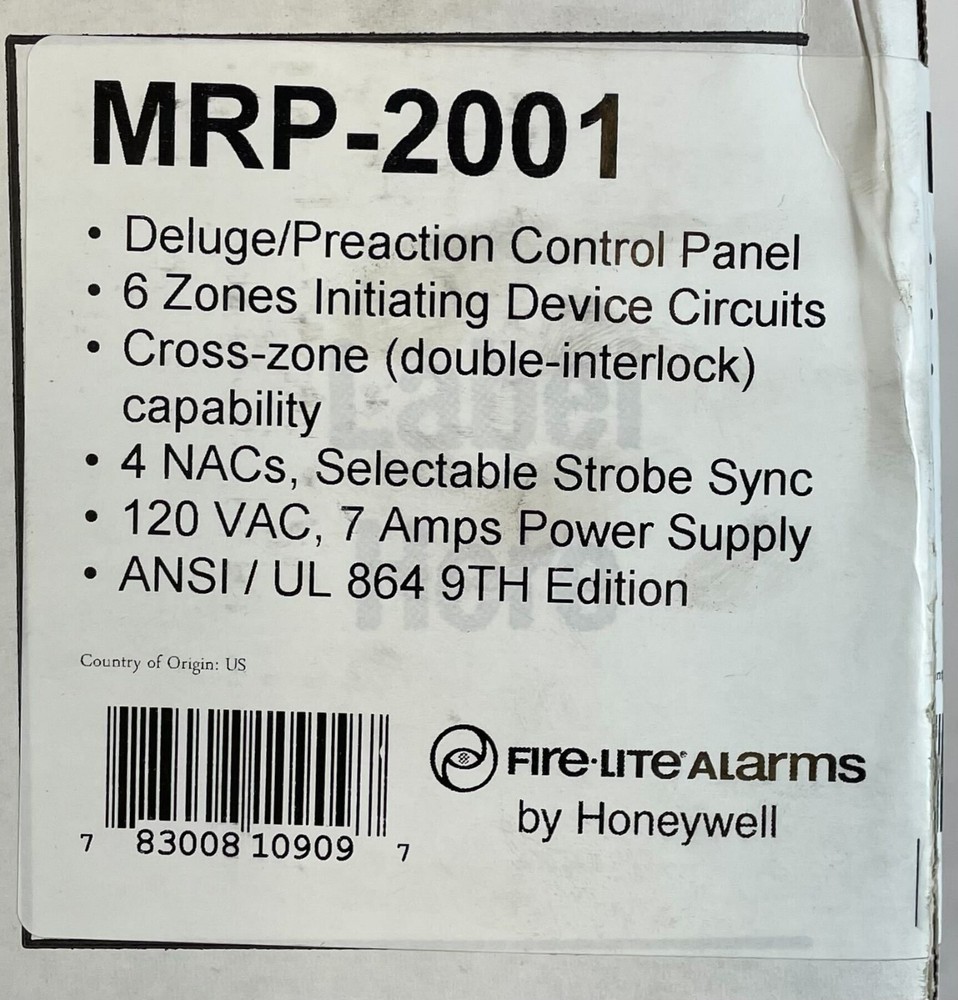 MRP-2001
• Deluge/Preaction Control Panel
• 6 Zones Initiating Device Circuits
• Cross-zone (double-interlock)
capability
• 4 NACs, Selectable Strobe Sync
• 120 VAC, 7 Amps Power Supply
• ANSI / UL 864 9TH Edition
Label
Here
Country of Origin: US
7 83008 10909 7
FIRE·LITE® ALARMS
by Honeywell